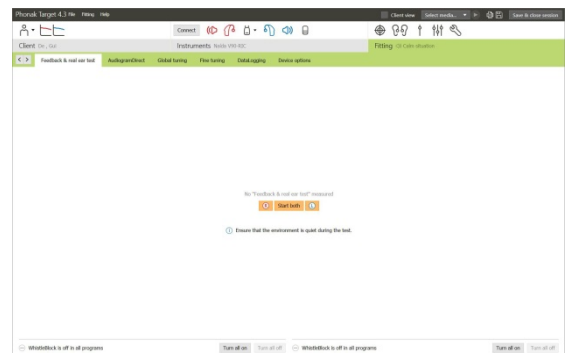 Phonak Target 4.3 File Fitting Help
Client view Select media... Save & close session
Connect
Client
Instruments
Fitting
Feedback & real ear test AudiogramDirect Global tuning Fine tuning DataLogging Device options
No "Feedback & real ear test" measured
R Start both L
Ensure that the environment is quiet during the test.
WhistleBlock is off in all programs Turn all on Turn all off WhistleBlock is off in all programs Turn all on Turn all off